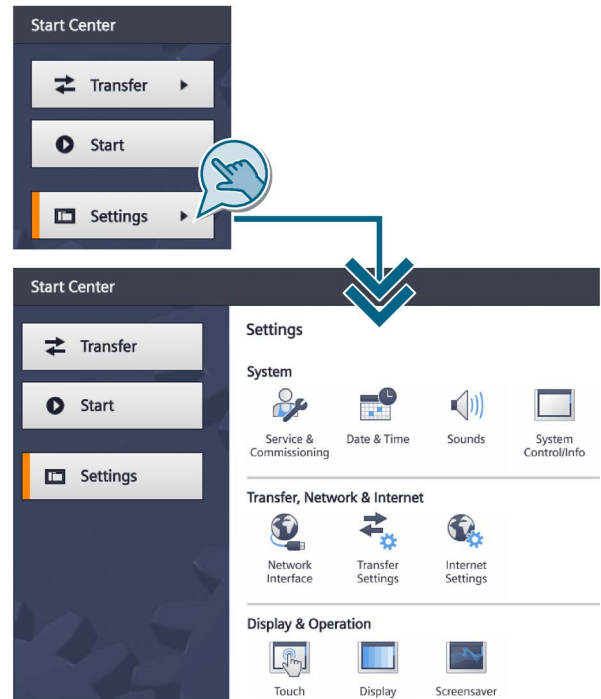 Start Center
Transfer
Start
Settings
Start Center
Transfer
Start
Settings
Settings
System
Service &
Commissioning
Date & Time
Sounds
System
Control/Info
Transfer, Network & Internet
Network
Interface
Transfer
Settings
Internet
Settings
Display & Operation
Touch
Display
Screensaver